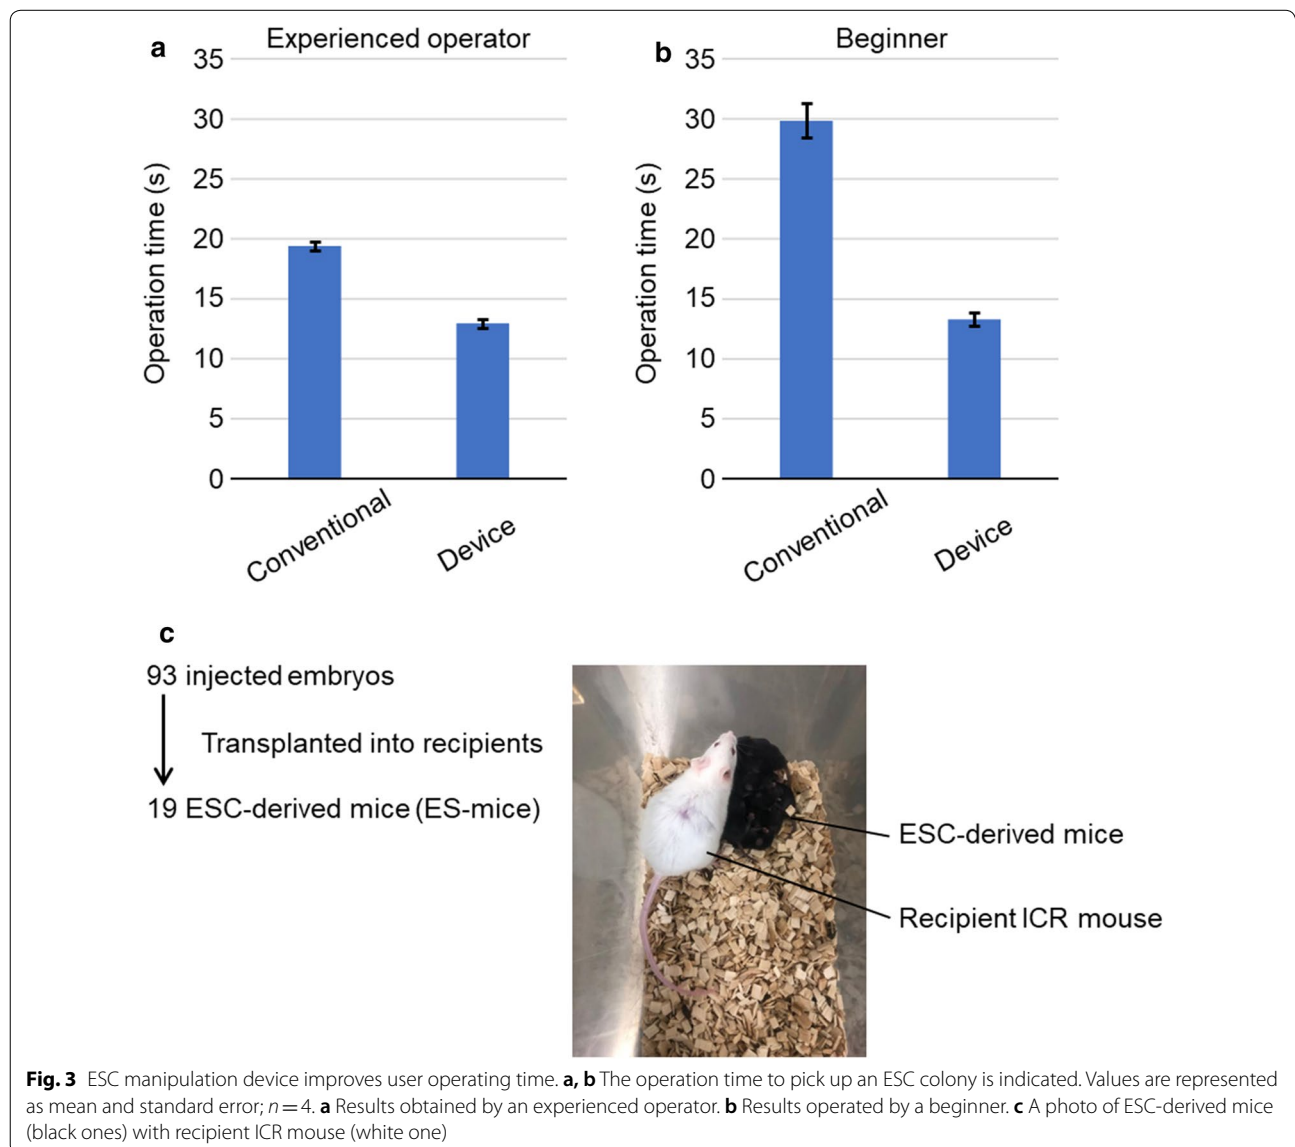 a
Experienced operator
35
30
25
20
15
10
5
0
Operation time (s)
Conventional
Device
b
Beginner
35
30
25
20
15
10
5
0
Operation time (s)
Conventional
Device
c
93 injected embryos
Transplanted into recipients
19 ESC-derived mice (ES-mice)
ESC-derived mice
Recipient ICR mouse
Fig. 3 ESC manipulation device improves user operating time. a, b The operation time to pick up an ESC colony is indicated. Values are represented
as mean and standard error; n = 4. a Results obtained by an experienced operator. b Results operated by a beginner. c A photo of ESC-derived mice
(black ones) with recipient ICR mouse (white one)